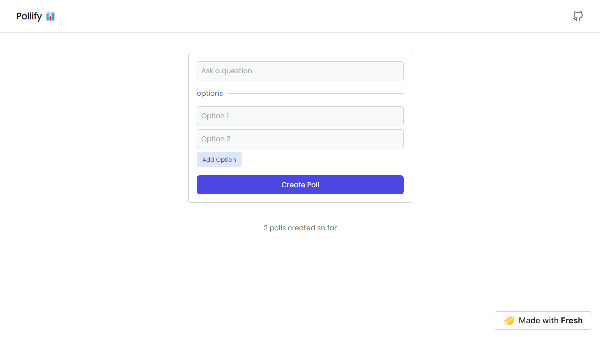 Pollify
Ask a question
options
Option 1
Option 2
Add Option
Create Poll
2 polls created so far
Made with Fresh